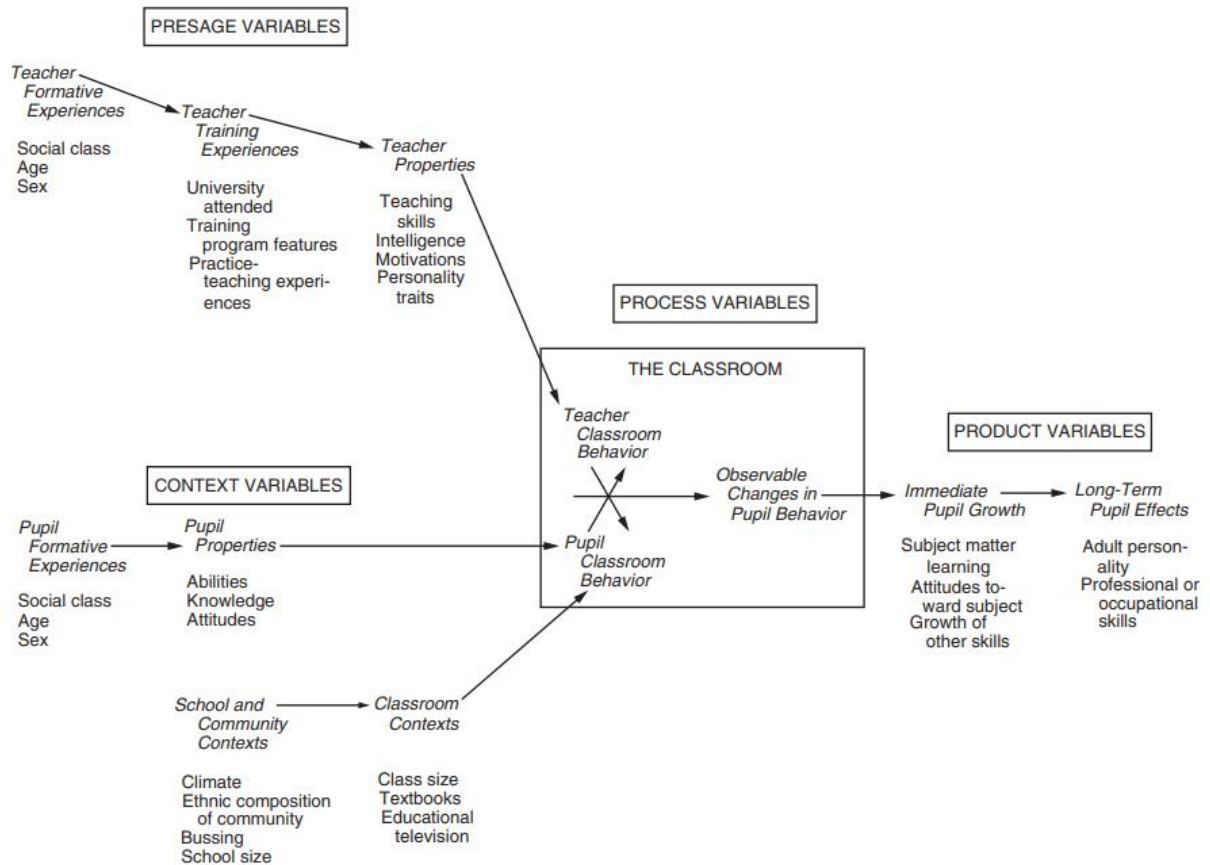 PRESAGE VARIABLES
Teacher
Formative
Experiences
Social class
Age
Sex
Teacher
Training
Experiences
University
attended
Training
program features
Practice-
teaching experi-
ences
Teacher
Properties
Teaching
skills
Intelligence
Motivations
Personality
traits
PROCESS VARIABLES
THE CLASSROOM
Teacher
Classroom
Behavior
Observable
Changes in
Pupil Behavior
Pupil
Classroom
Behavior
PRODUCT VARIABLES
Immediate
Pupil Growth
Subject matter
learning
Attitudes to-
ward subject
Growth of
other skills
Long-Term
Pupil Effects
Adult person-
ality
Professional or
occupational
skills
CONTEXT VARIABLES
Pupil
Formative
Experiences
Social class
Age
Sex
Pupil
Properties
Abilities
Knowledge
Attitudes
School and
Community
Contexts
Climate
Ethnic composition
of community
Bussing
School size
Classroom
Contexts
Class size
Textbooks
Educational
television